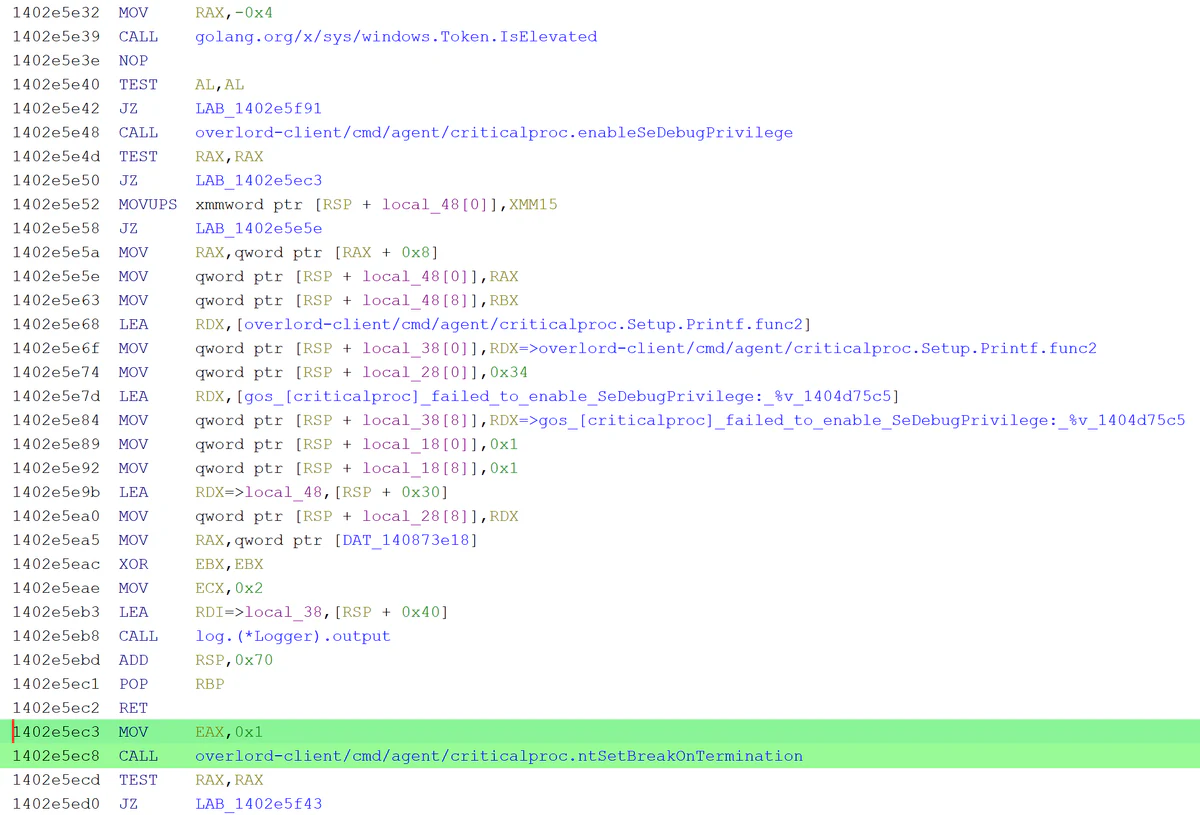 1402e5e32 MOV RAX,-0x4
1402e5e39 CALL golang.org/x/sys/windows.Token.IsElevated
1402e5e3e NOP
1402e5e40 TEST AL,AL
1402e5e42 JZ LAB_1402e5f91
1402e5e48 CALL overlord-client/cmd/agent/criticalproc.enableSeDebugPrivilege
1402e5e4d TEST RAX,RAX
1402e5e50 JZ LAB_1402e5ec3
1402e5e52 MOVUPS xmmword ptr [RSP + local_48[0]],XMM15
1402e5e58 JZ LAB_1402e5e5e
1402e5e5a MOV RAX,qword ptr [RAX + 0x8]
1402e5e5e MOV qword ptr [RSP + local_48[0]],RAX
1402e5e63 MOV qword ptr [RSP + local_48[8]],RBX
1402e5e68 LEA RDX,[overlord-client/cmd/agent/criticalproc.Setup.Printf.func2]
1402e5e6f MOV qword ptr [RSP + local_38[0]],RDX=>overlord-client/cmd/agent/criticalproc.Setup.Printf.func2
1402e5e74 MOV qword ptr [RSP + local_28[0]],0x34
1402e5e7d LEA RDX,[gos_[criticalproc]_failed_to_enable_SeDebugPrivilege:_%v_1404d75c5]
1402e5e84 MOV qword ptr [RSP + local_38[8]],RDX=>gos_[criticalproc]_failed_to_enable_SeDebugPrivilege:_%v_1404d75c5
1402e5e89 MOV qword ptr [RSP + local_18[0]],0x1
1402e5e92 MOV qword ptr [RSP + local_18[8]],0x1
1402e5e9b LEA RDX=>local_48,[RSP + 0x30]
1402e5ea0 MOV qword ptr [RSP + local_28[8]],RDX
1402e5ea5 MOV RAX,qword ptr [DAT_140873e18]
1402e5eac XOR EBX,EBX
1402e5eae MOV ECX,0x2
1402e5eb3 LEA RDI=>local_38,[RSP + 0x40]
1402e5eb8 CALL log.(*Logger).output
1402e5ebd ADD RSP,0x70
1402e5ec1 POP RBP
1402e5ec2 RET
1402e5ec3 MOV EAX,0x1
1402e5ec8 CALL overlord-client/cmd/agent/criticalproc.ntSetBreakOnTermination
1402e5ecd TEST RAX,RAX
1402e5ed0 JZ LAB_1402e5f43